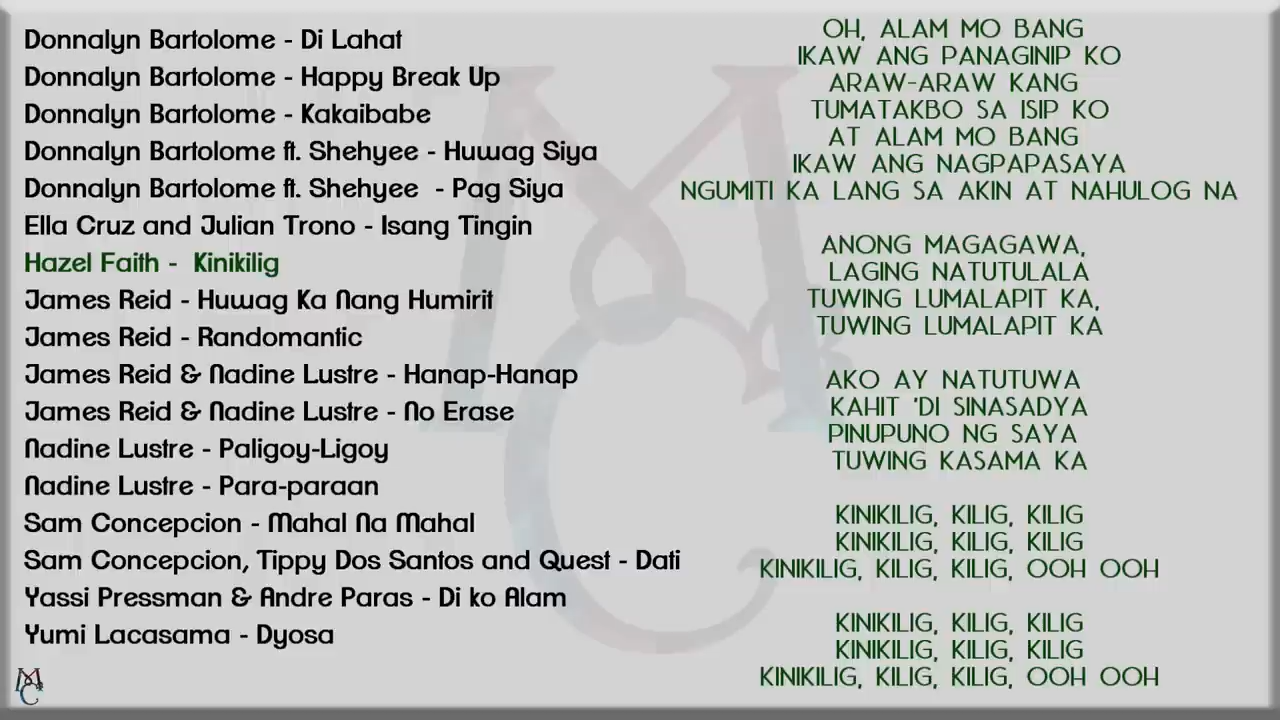 Donnalyn Bartolome - Di Lahat
Donnalyn Bartolome - Happy Break Up
Donnalyn Bartolome - Kakaibabe
Donnalyn Bartolome ft. Shehyee - Huwag Siya
Donnalyn Bartolome ft. Shehyee  - Pag Siya
Ella Cruz and Julian Trono - Isang Tingin
Hazel Faith -  Kinikilig
James Reid - Huwag Ka Nang Humirit
James Reid - Randomantic
James Reid & Nadine Lustre - Hanap-Hanap
James Reid & Nadine Lustre - No Erase
Nadine Lustre - Paligoy-Ligoy
Nadine Lustre - Para-paraan
Sam Concepcion - Mahal Na Mahal
Sam Concepcion, Tippy Dos Santos and Quest - Dati
Yassi Pressman & Andre Paras - Di ko Alam
Yumi Lacasama - Dyosa
OH, ALAM MO BANG
IKAW ANG PANAGINIP KO
ARAW-ARAW KANG
TUMATAKBO SA ISIP KO
AT ALAM MO BANG
IKAW ANG NAGPAPASAYA
NGUMITI KA LANG SA AKIN AT NAHULOG NA
ANONG MAGAGAWA,
LAGING NATUTULALA
TUWING LUMALAPIT KA,
TUWING LUMALAPIT KA
AKO AY NATUTUWA
KAHIT 'DI SINASADYA
PINUPUNO NG SAYA
TUWING KASAMA KA
KINIKILIG, KILIG, KILIG
KINIKILIG, KILIG, KILIG
KINIKILIG, KILIG, KILIG, OOH OOH
KINIKILIG, KILIG, KILIG
KINIKILIG, KILIG, KILIG
KINIKILIG, KILIG, KILIG, OOH OOH
MC